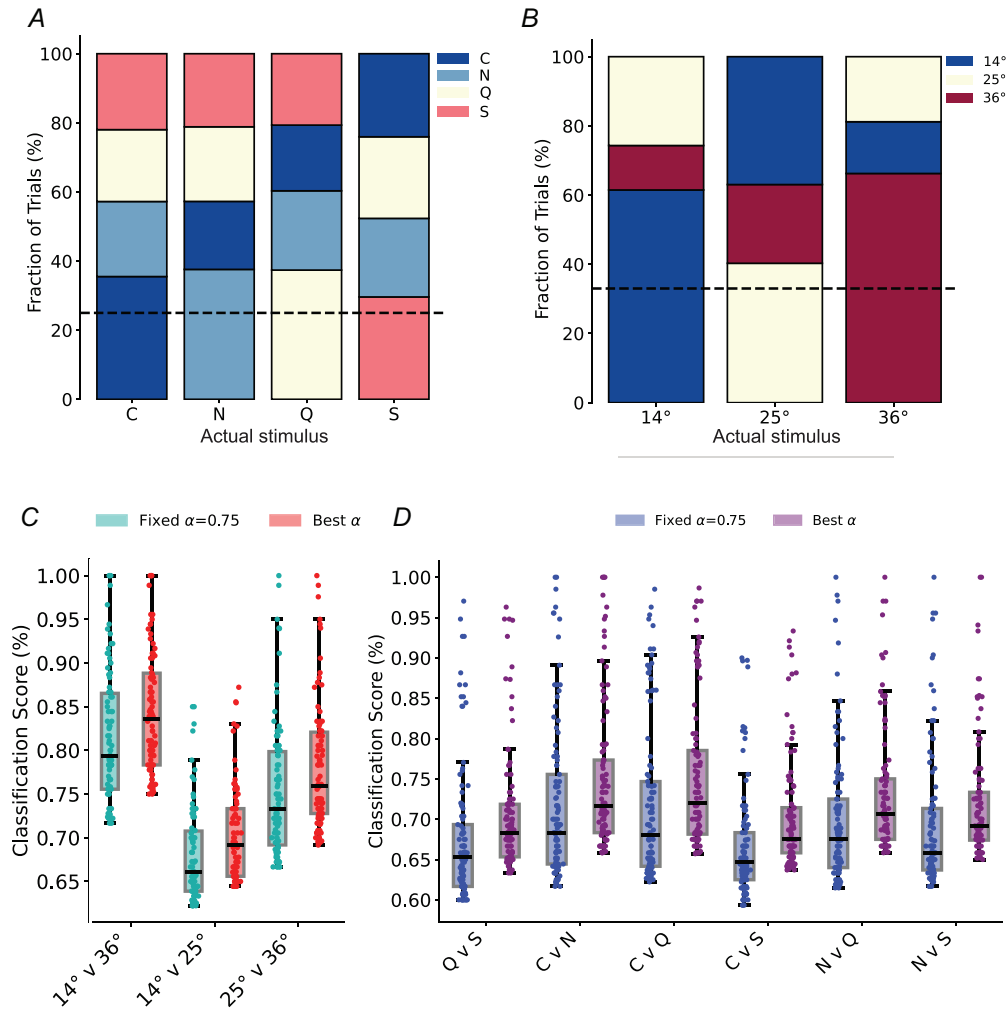 A
Fraction of Trials (%)
100
80
60
40
20
0
C
N
Q
S
C N Q S
Actual stimulus
B
Fraction of Trials (%)
100
80
60
40
20
0
14°
25°
36°
14° 25° 36°
Actual stimulus
C
Fixed α=0.75 Best α
Classification Score (%)
1.00
0.95
0.90
0.85
0.80
0.75
0.70
0.65
14° v 36° 14° v 25° 25° v 36°
D
Fixed α=0.75 Best α
Classification Score (%)
1.00
0.95
0.90
0.85
0.80
0.75
0.70
0.65
0.60
Q v S C v N C v Q C v S N v Q N v S